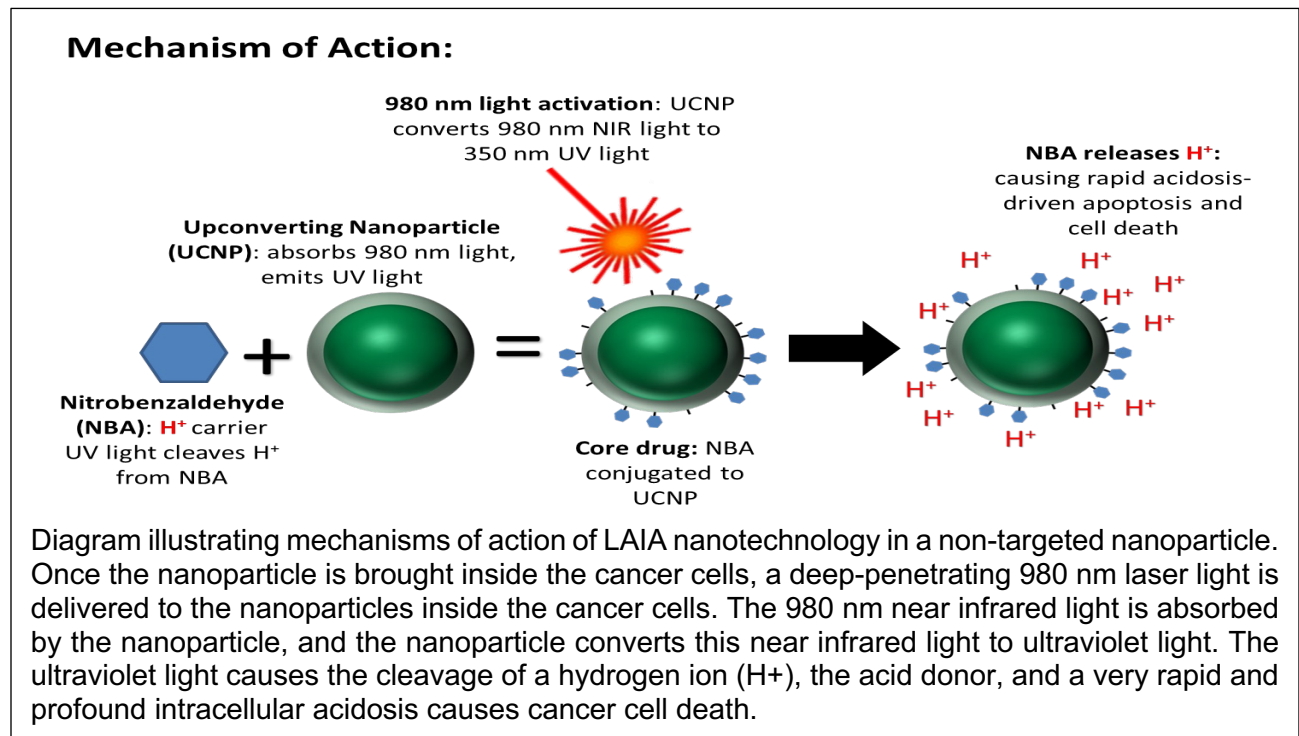 Mechanism of Action:
980 nm light activation: UCNP
converts 980 nm NIR light to
350 nm UV light
NBA releases H⁺:
causing rapid acidosis-
driven apoptosis and
cell death
Upconverting Nanoparticle
(UCNP): absorbs 980 nm light,
emits UV light
H⁺
H⁺
H⁺
H⁺
H⁺
H⁺
H⁺
H⁺
H⁺
H⁺
H⁺
+
=
Nitrobenzaldehyde
(NBA): H⁺ carrier
UV light cleaves H⁺
from NBA
Core drug: NBA
conjugated to
UCNP
Diagram illustrating mechanisms of action of LAIA nanotechnology in a non-targeted nanoparticle.
Once the nanoparticle is brought inside the cancer cells, a deep-penetrating 980 nm laser light is
delivered to the nanoparticles inside the cancer cells. The 980 nm near infrared light is absorbed
by the nanoparticle, and the nanoparticle converts this near infrared light to ultraviolet light. The
ultraviolet light causes the cleavage of a hydrogen ion (H+), the acid donor, and a very rapid and
profound intracellular acidosis causes cancer cell death.